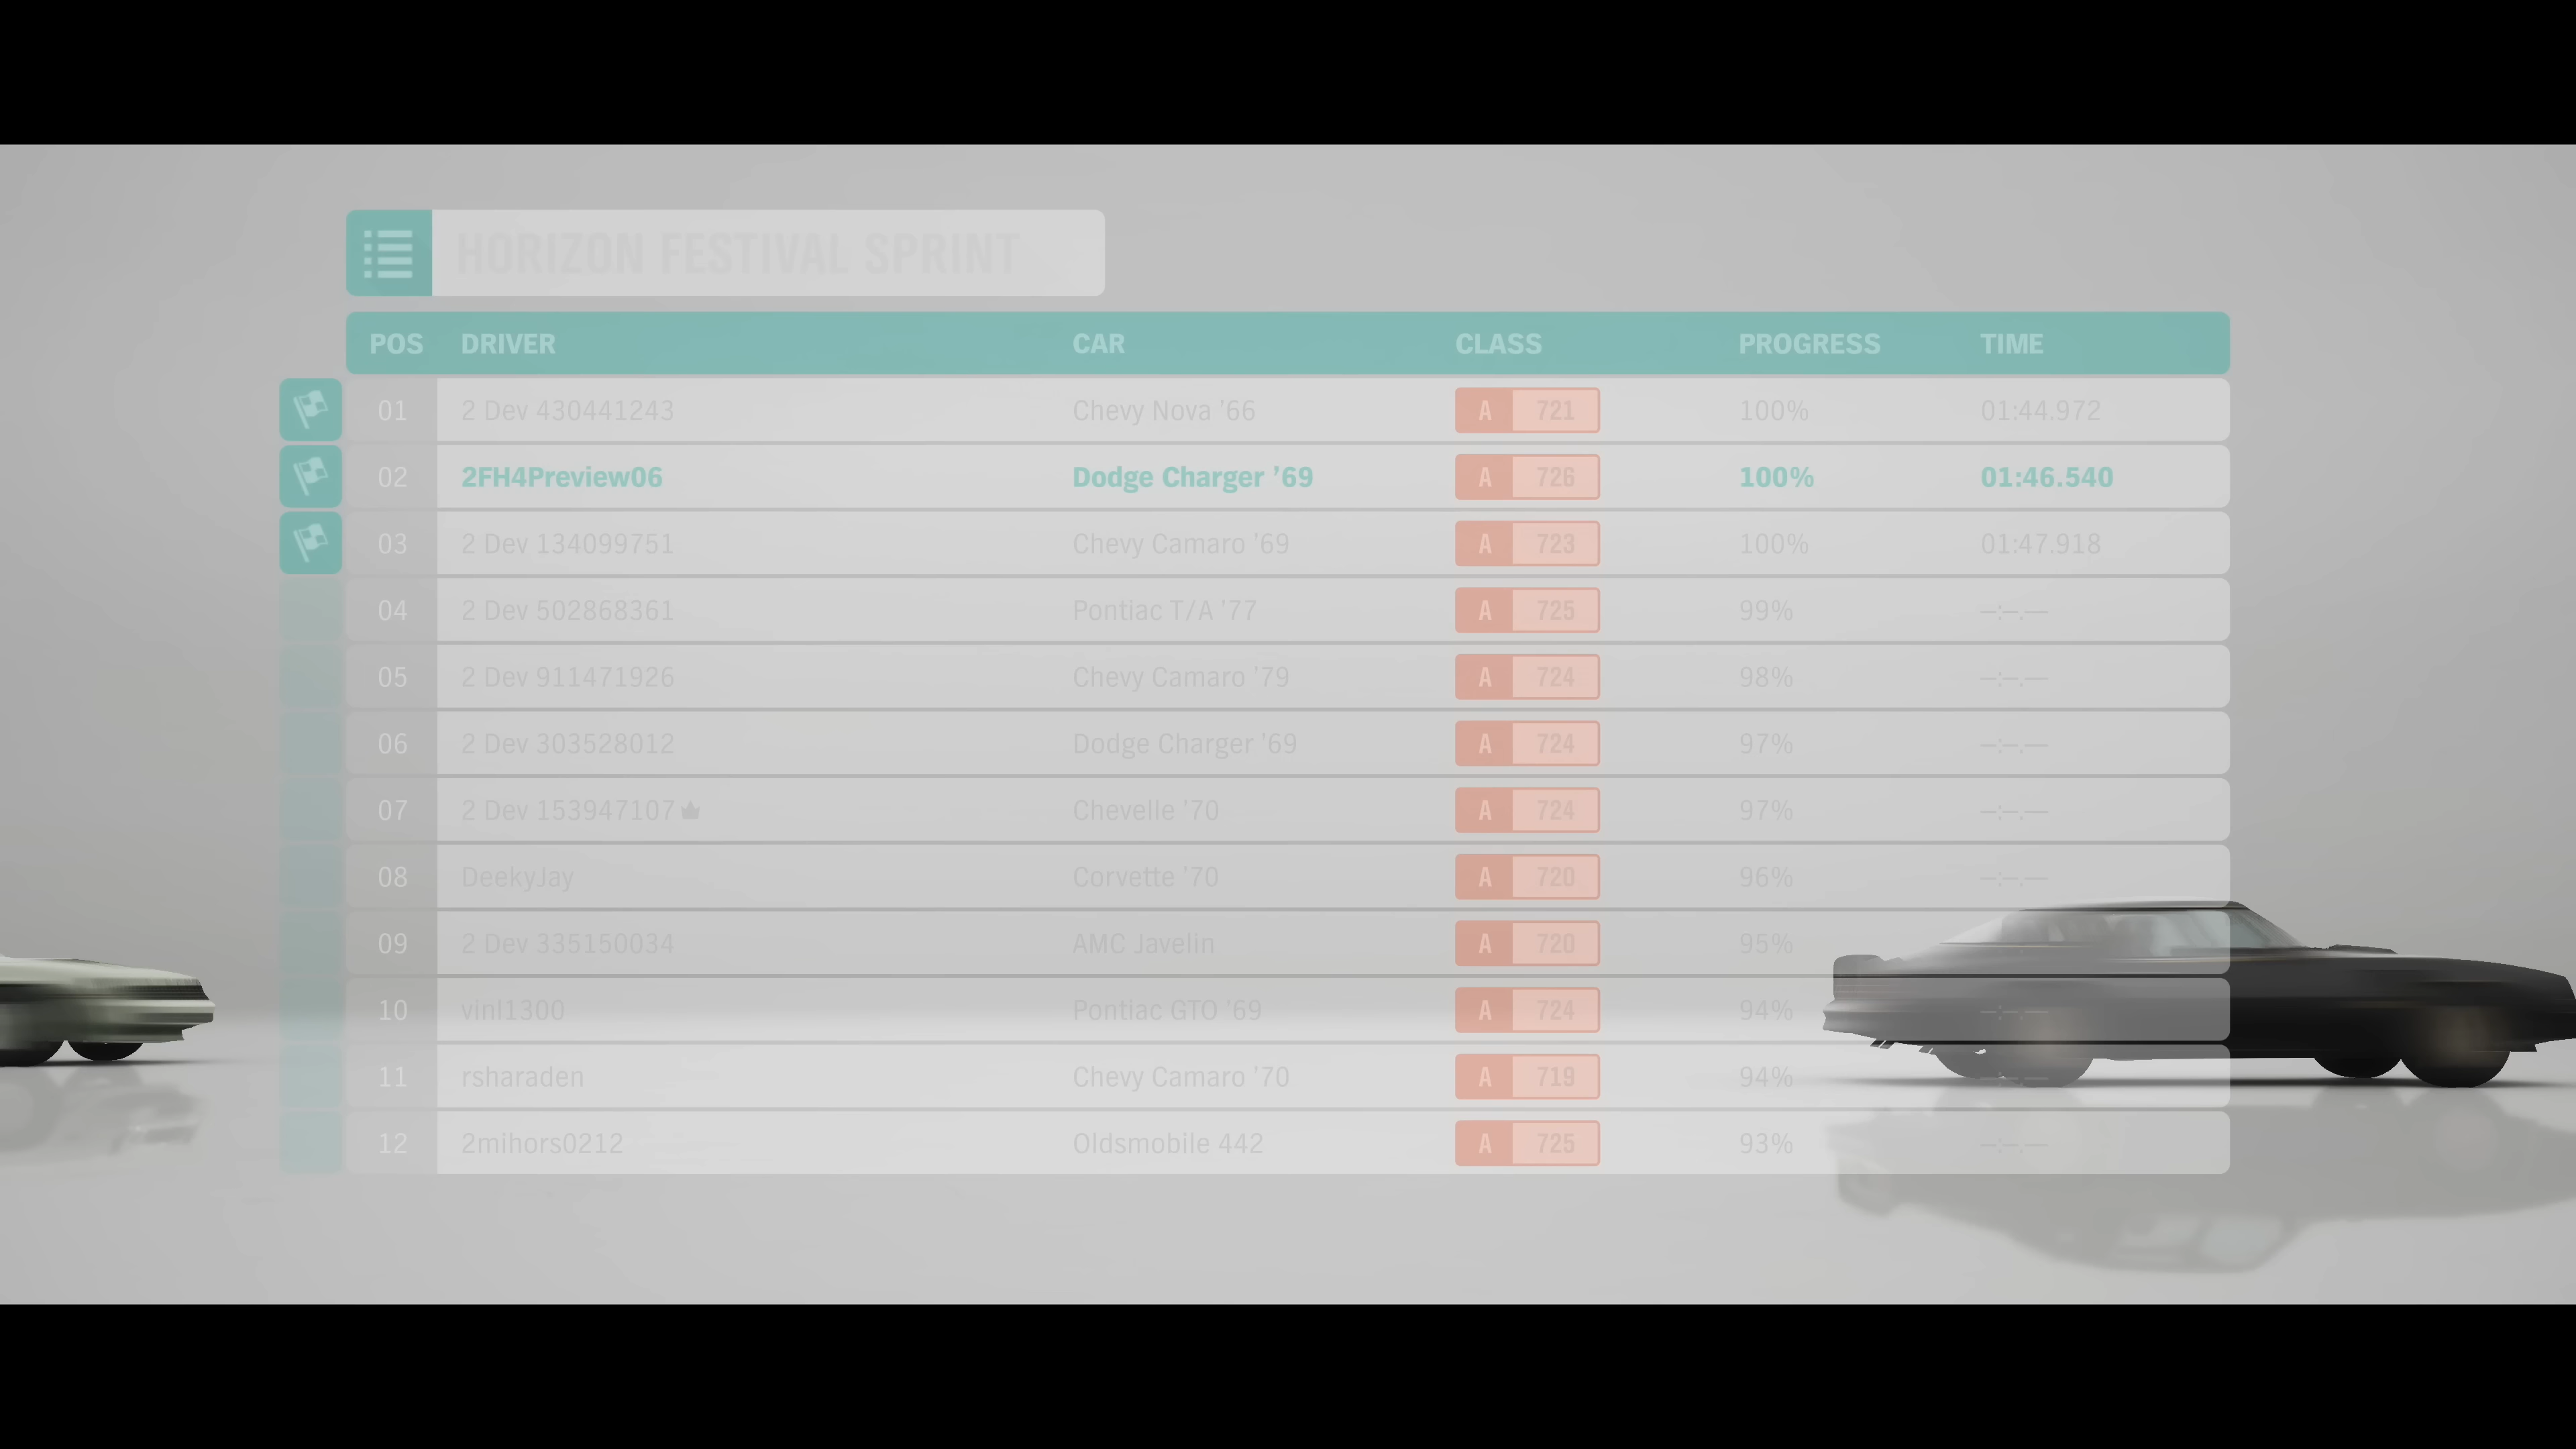 HORIZON FESTIVAL SPRINT
POS DRIVER CAR CLASS PROGRESS TIME
01 2 Dev 430441243 Chevy Nova ’66 A 721 100% 01:44.972
02 2FH4Preview06 Dodge Charger ’69 A 726 100% 01:46.540
03 2 Dev 134099751 Chevy Camaro ’69 A 723 100% 01:47.918
04 2 Dev 502868361 Pontiac T/A ’77 A 725 99% --:--.---
05 2 Dev 911471926 Chevy Camaro ’79 A 724 98% --:--.---
06 2 Dev 303528012 Dodge Charger ’69 A 724 97% --:--.---
07 2 Dev 153947107 Chevelle ’70 A 724 97% --:--.---
08 DeekyJay Corvette ’70 A 720 96% --:--.---
09 2 Dev 335150034 AMC Javelin A 720 95%
10 vinl1300 Pontiac GTO ’69 A 724 94% --:--.---
11 rsharaden Chevy Camaro ’70 A 719 94% --:--.---
12 2mihors0212 Oldsmobile 442 A 725 93% --:--.---